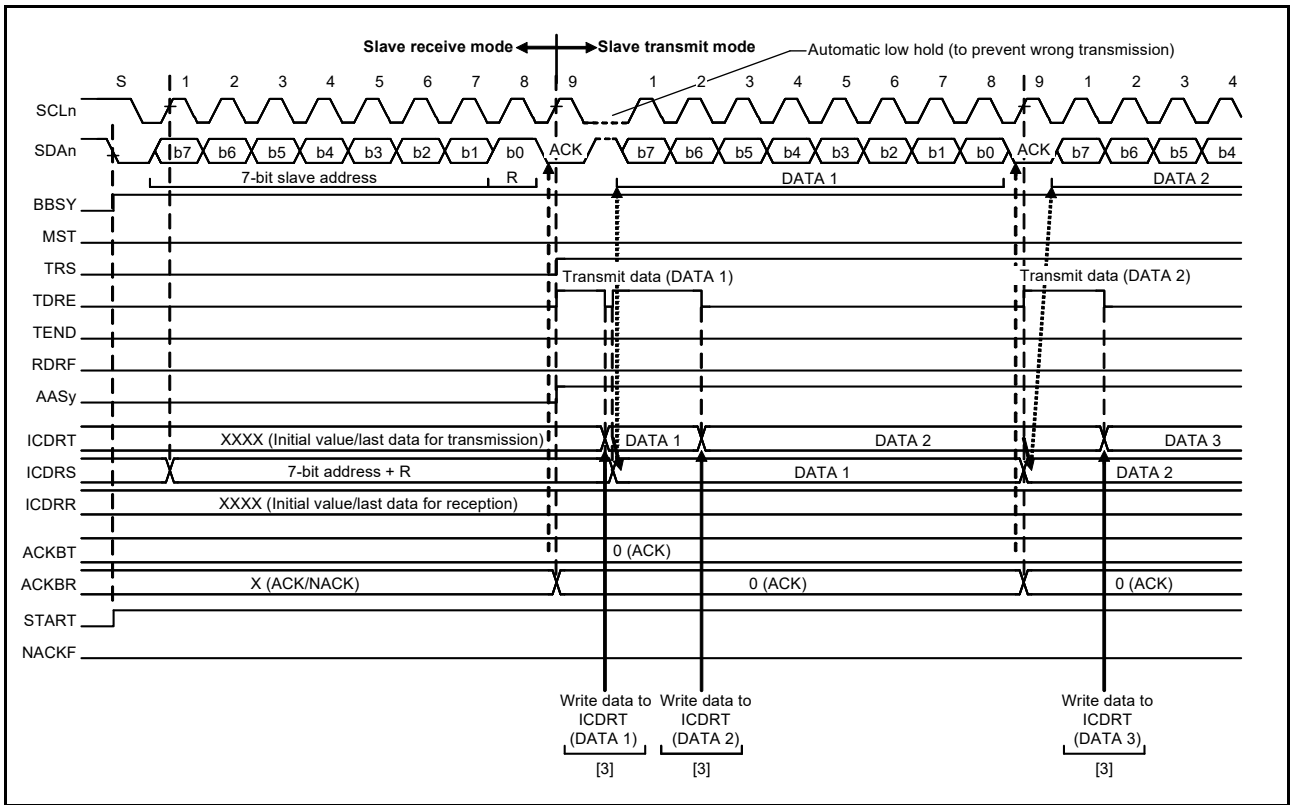 Slave receive mode Slave transmit mode
Automatic low hold (to prevent wrong transmission)
S 1 2 3 4 5 6 7 8 9 1 2 3 4 5 6 7 8 9 1 2 3 4
SCLn
SDAn b7 b6 b5 b4 b3 b2 b1 b0 ACK b7 b6 b5 b4 b3 b2 b1 b0 ACK b7 b6 b5 b4
7-bit slave address R DATA 1 DATA 2
BBSY
MST
TRS
Transmit data (DATA 1) Transmit data (DATA 2)
TDRE
TEND
RDRF
AASy
ICDRT XXXX (Initial value/last data for transmission) DATA 1 DATA 2 DATA 3
ICDRS 7-bit address + R DATA 1 DATA 2
ICDRR XXXX (Initial value/last data for reception)
ACKBT 0 (ACK)
ACKBR X (ACK/NACK) 0 (ACK) 0 (ACK)
START
NACKF
Write data to Write data to Write data to
ICDRT ICDRT ICDRT
(DATA 1) (DATA 2) (DATA 3)
[3] [3] [3]